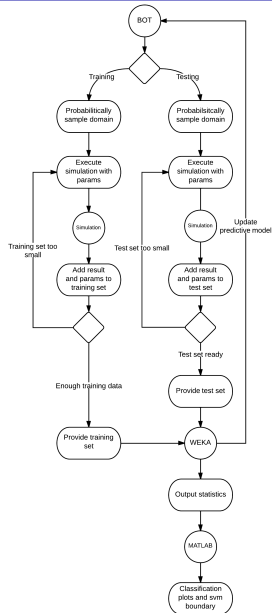 BOT
Training
Testing
Probabilitically
sample domain
Probabilsitcally
sample domain
Execute
simulation with
params
Execute
simulation with
params
Simulation
Simulation
Update
predictive model
Training set too
small
Test set too small
Add result
and params to
training set
Add result
and params to
test set
Test set ready
Enough training data
Provide test set
Provide training
set
WEKA
Output statistics
MATLAB
Classification
plots and svm
boundary